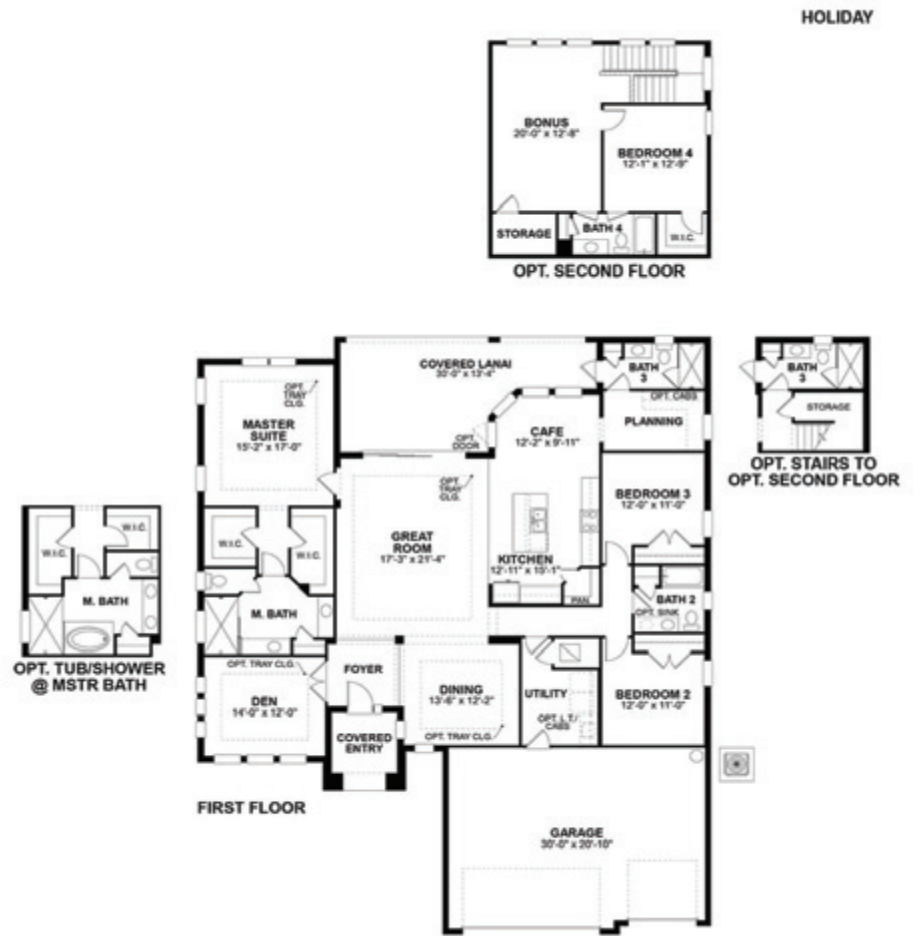 HOLIDAY
BONUS
20'-0" x 12'-8"
BEDROOM 4
12'-1" x 12'-9"
STORAGE
BATH 4
W.I.C.
OPT. SECOND FLOOR
COVERED LANAI
30'-0" x 13'-4"
BATH
3
OPT. CABS.
PLANNING
OPT.
TRAY
CLG.
MASTER
SUITE
15'-2" x 17'-0"
CAFE
12'-2" x 9'-11"
OPT.
DOOR
OPT.
TRAY
CLG.
BATH
3
STORAGE
OPT. STAIRS TO
OPT. SECOND FLOOR
BEDROOM 3
12'-0" x 11'-0"
GREAT
ROOM
17'-3" x 21'-4"
KITCHEN
12'-11" x 15'-1"
PAN.
W.I.C.
W.I.C.
M. BATH
W.I.C.
W.I.C.
M. BATH
OPT. TUB/SHOWER
@ MSTR BATH
BATH 2
OPT. SINK
OPT. TRAY CLG.
FOYER
DEN
14'-0" x 12'-0"
DINING
13'-6" x 12'-2"
OPT. TRAY CLG.
UTILITY
OPT. L.T./
CABS
BEDROOM 2
12'-0" x 11'-0"
COVERED
ENTRY
FIRST FLOOR
GARAGE
30'-0" x 20'-10"